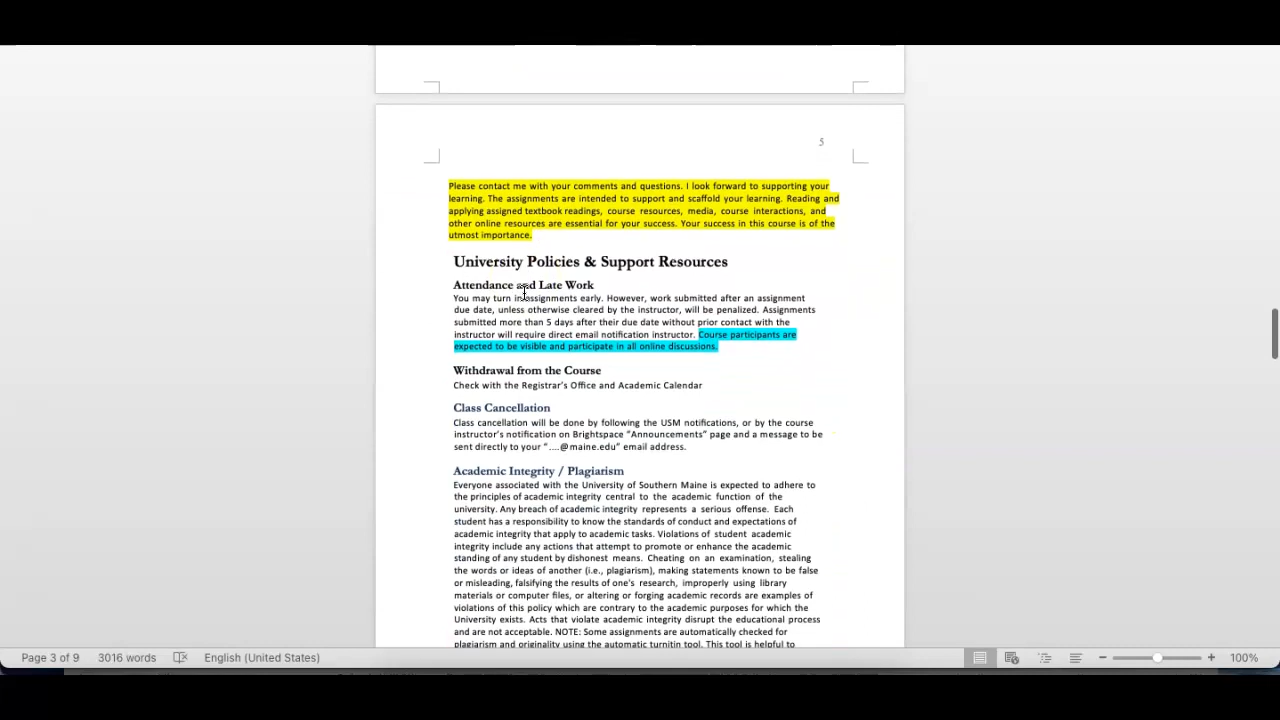 5
Please contact me with your comments and questions. I look forward to supporting your
learning. The assignments are intended to support and scaffold your learning. Reading and
applying assigned textbook readings, course resources, media, course interactions, and
other online resources are essential for your success. Your success in this course is of the
utmost importance.
University Policies & Support Resources
Attendance and Late Work
You may turn in assignments early. However, work submitted after an assignment
due date, unless otherwise cleared by the instructor, will be penalized. Assignments
submitted more than 5 days after their due date without prior contact with the
instructor will require direct email notification instructor. Course participants are
expected to be visible and participate in all online discussions.
Withdrawal from the Course
Check with the Registrar's Office and Academic Calendar
Class Cancellation
Class cancellation will be done by following the USM notifications, or by the course
instructor's notification on Brightspace “Announcements” page and a message to be
sent directly to your “....@maine.edu” email address.
Academic Integrity / Plagiarism
Everyone associated with the University of Southern Maine is expected to adhere to
the principles of academic integrity central to the academic function of the
university. Any breach of academic integrity represents a serious offense. Each
student has a responsibility to know the standards of conduct and expectations of
academic integrity that apply to academic tasks. Violations of student academic
integrity include any actions that attempt to promote or enhance the academic
standing of any student by dishonest means. Cheating on an examination, stealing
the words or ideas of another (i.e., plagiarism), making statements known to be false
or misleading, falsifying the results of one's research, improperly using library
materials or computer files, or altering or forging academic records are examples of
violations of this policy which are contrary to the academic purposes for which the
University exists. Acts that violate academic integrity disrupt the educational process
and are not acceptable. NOTE: Some assignments are automatically checked for
plagiarism and originality using the automatic turnitin tool. This tool is helpful to
Page 3 of 9 3016 words English (United States) 100%